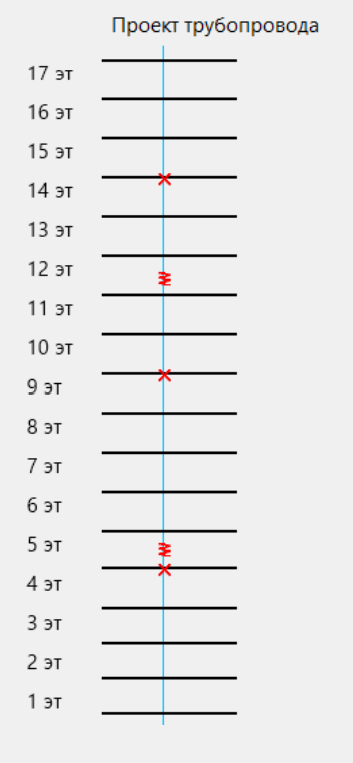 Проект трубопровода
17 эт
16 эт
15 эт
14 эт
13 эт
12 эт
11 эт
10 эт
9 эт
8 эт
7 эт
6 эт
5 эт
4 эт
3 эт
2 эт
1 эт